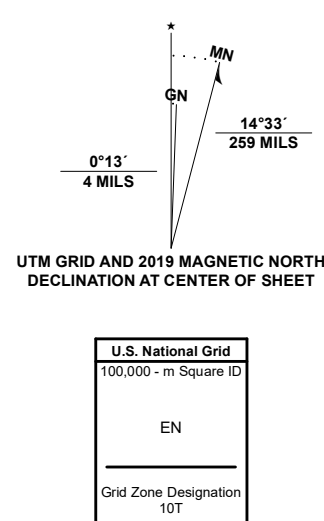 ★
MN
GN
14°33´
259 MILS
0°13´
4 MILS
UTM GRID AND 2019 MAGNETIC NORTH
DECLINATION AT CENTER OF SHEET
U.S. National Grid
100,000 - m Square ID
EN
Grid Zone Designation
10T